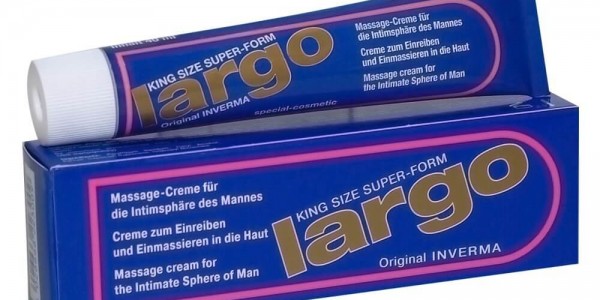 KING SIZE SUPER-FORM
largo
Original INVERMA
special-cosmetic
Massage-Creme für
die Intimsphäre des Mannes
Creme zum Einreiben
und Einmassieren in die Haut
Massage cream for
the Intimate Sphere of Man
Massage-Creme für
die Intimsphäre des Mannes
Creme zum Einreiben
und Einmassieren in die Haut
Massage cream for
the Intimate Sphere of Man
KING SIZE SUPER-FORM
largo
Original INVERMA